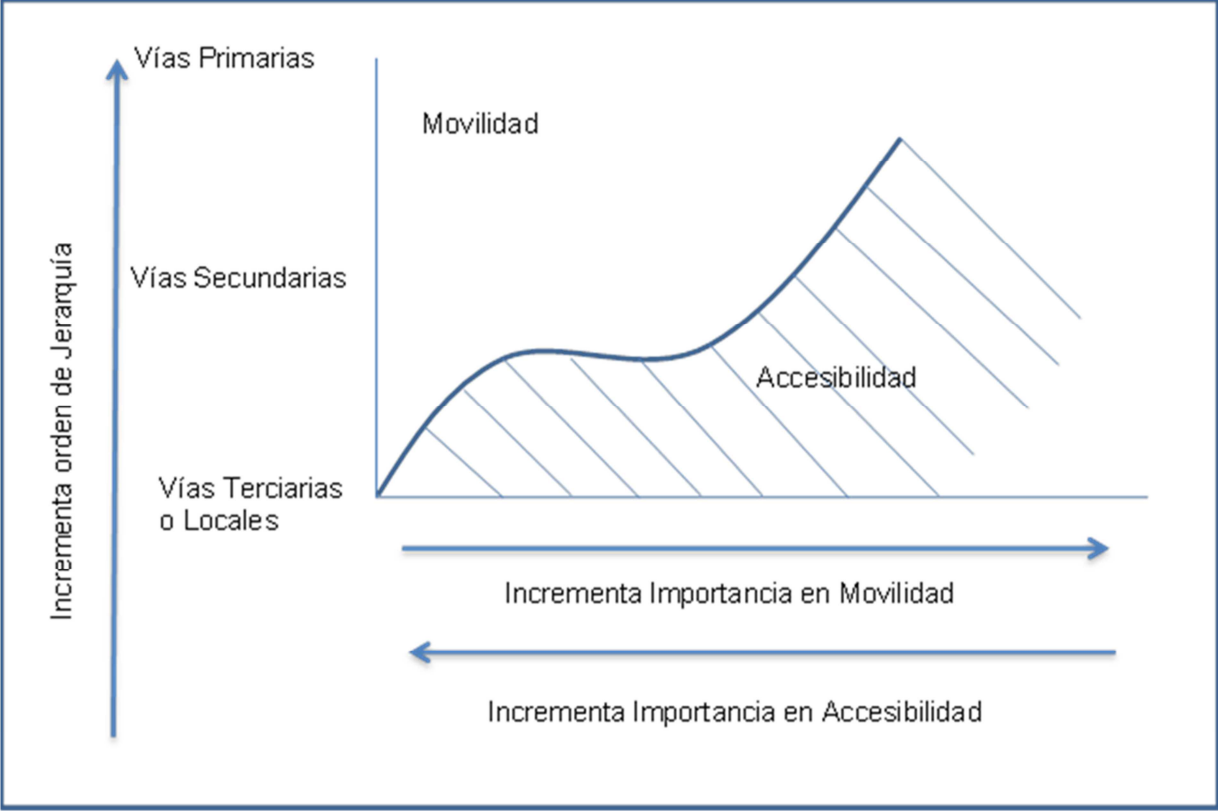 Vías Primarias
Movilidad
Incrementa orden de Jerarquía
Vías Secundarias
Accesibilidad
Vías Terciarias
o Locales
Incrementa Importancia en Movilidad
Incrementa Importancia en Accesibilidad